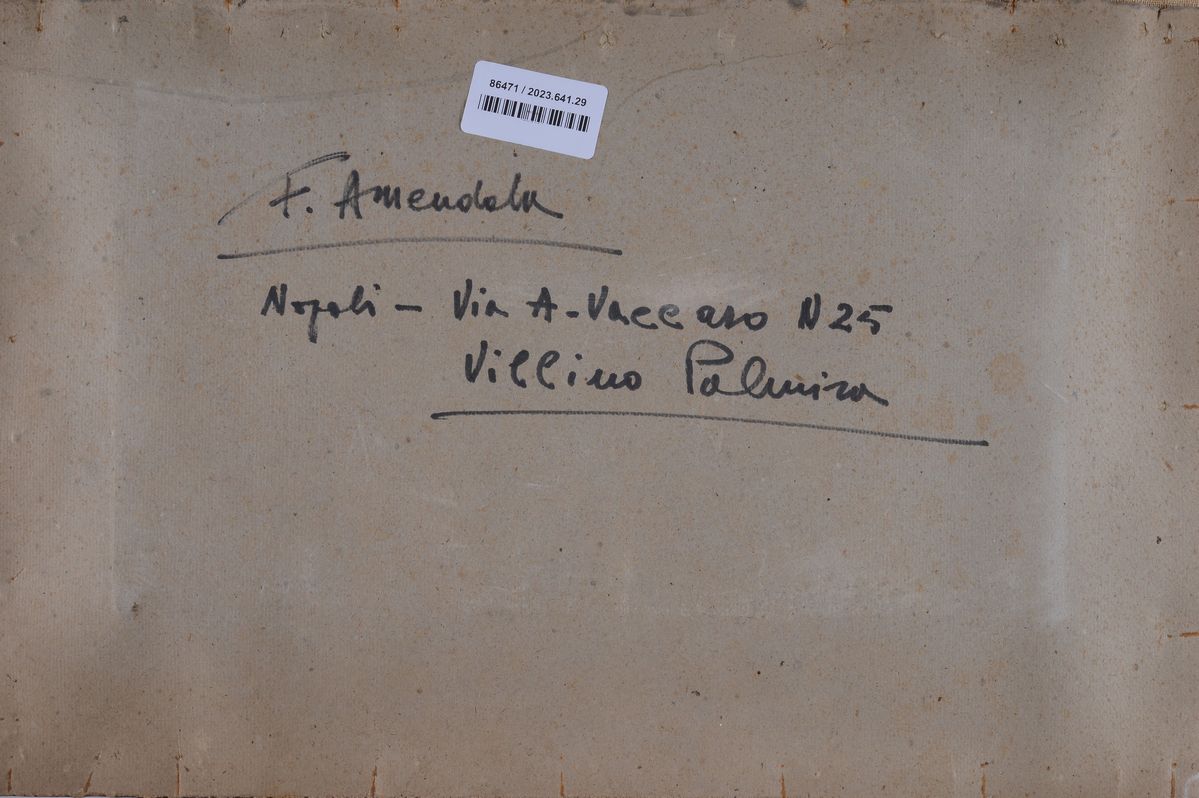 86471 / 2023.641.29
F. Amendola
Napoli - Via A. Vaccaro N 25
Villino Palmira